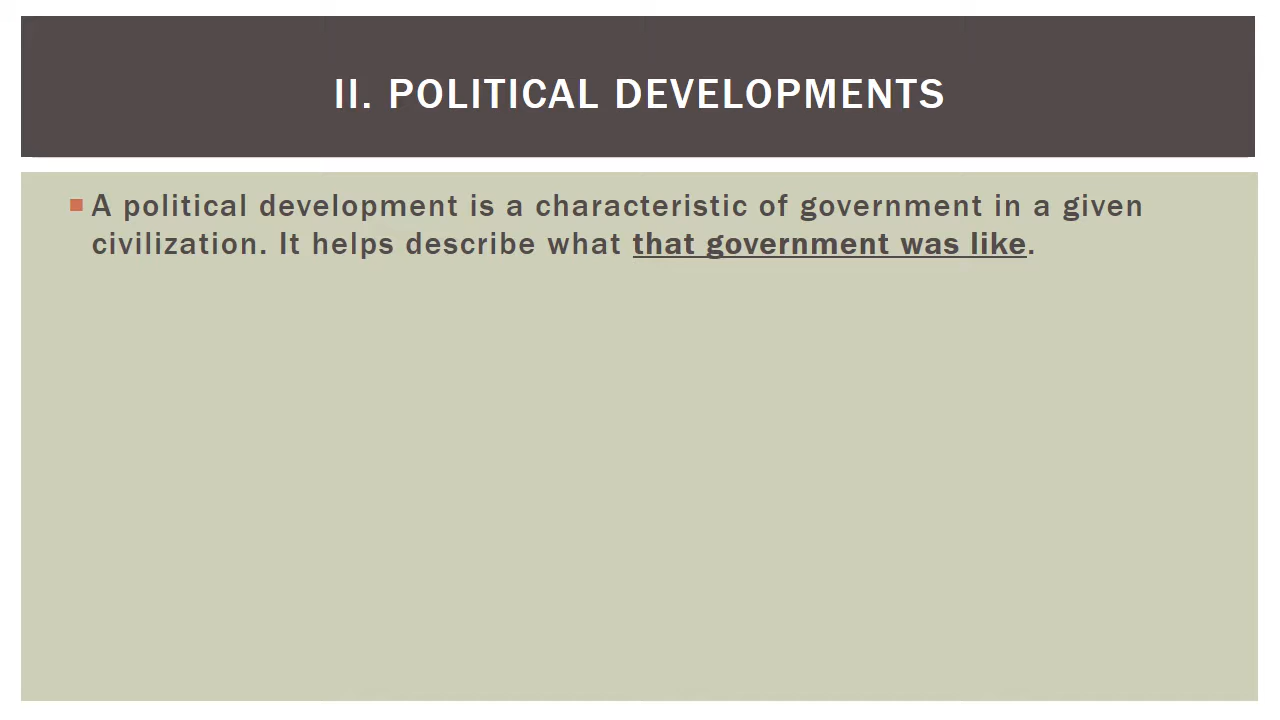 II. POLITICAL DEVELOPMENTS
A political development is a characteristic of government in a given
civilization. It helps describe what that government was like.